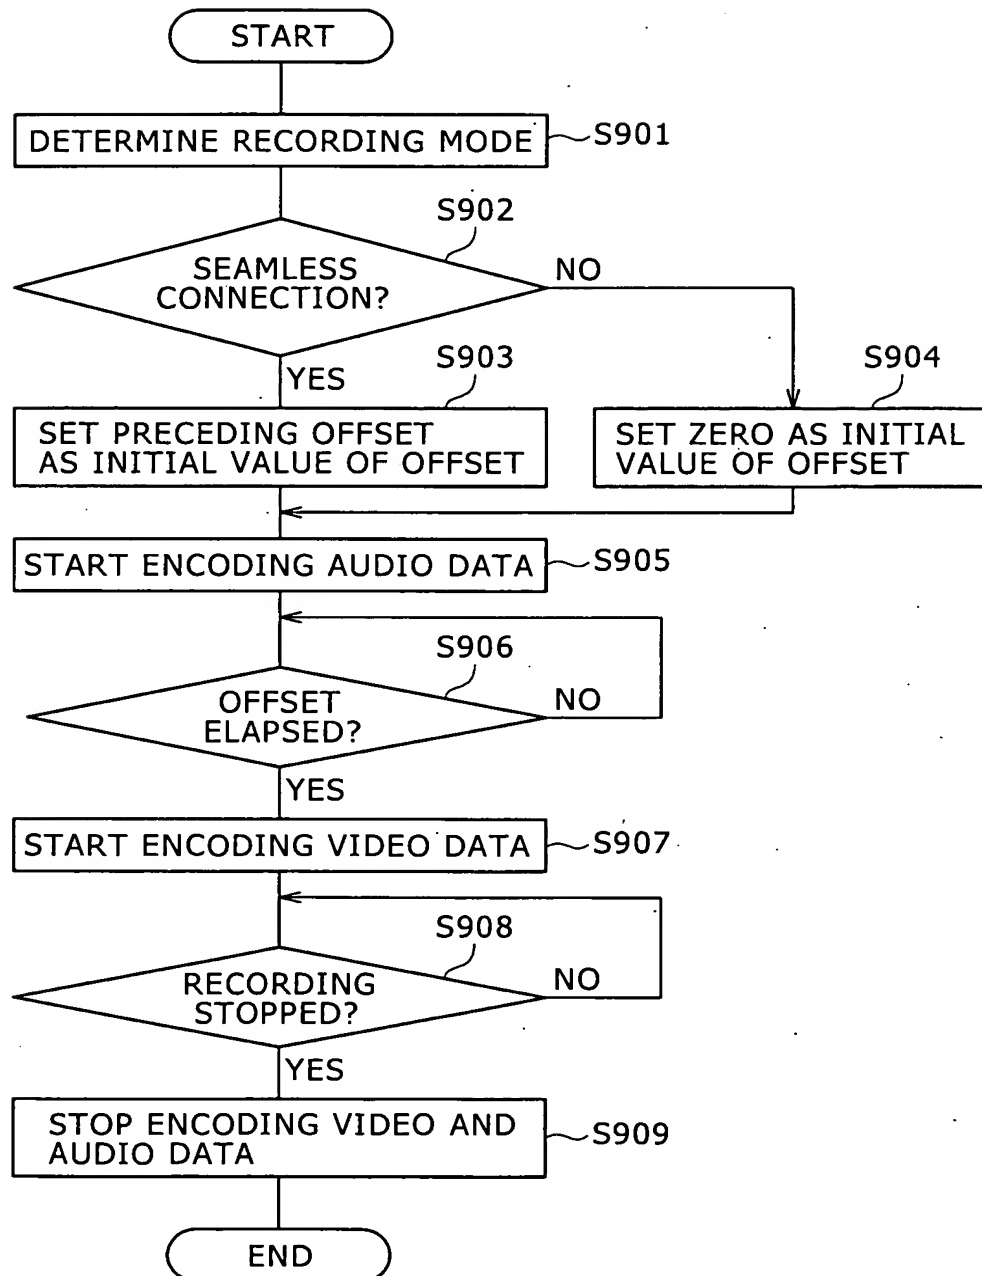 START
DETERMINE RECORDING MODE
S901
S902
SEAMLESS
CONNECTION?
NO
YES
S903
SET PRECEDING OFFSET
AS INITIAL VALUE OF OFFSET
S904
SET ZERO AS INITIAL
VALUE OF OFFSET
START ENCODING AUDIO DATA
S905
S906
OFFSET
ELAPSED?
NO
YES
START ENCODING VIDEO DATA
S907
S908
RECORDING
STOPPED?
NO
YES
STOP ENCODING VIDEO AND
AUDIO DATA
S909
END